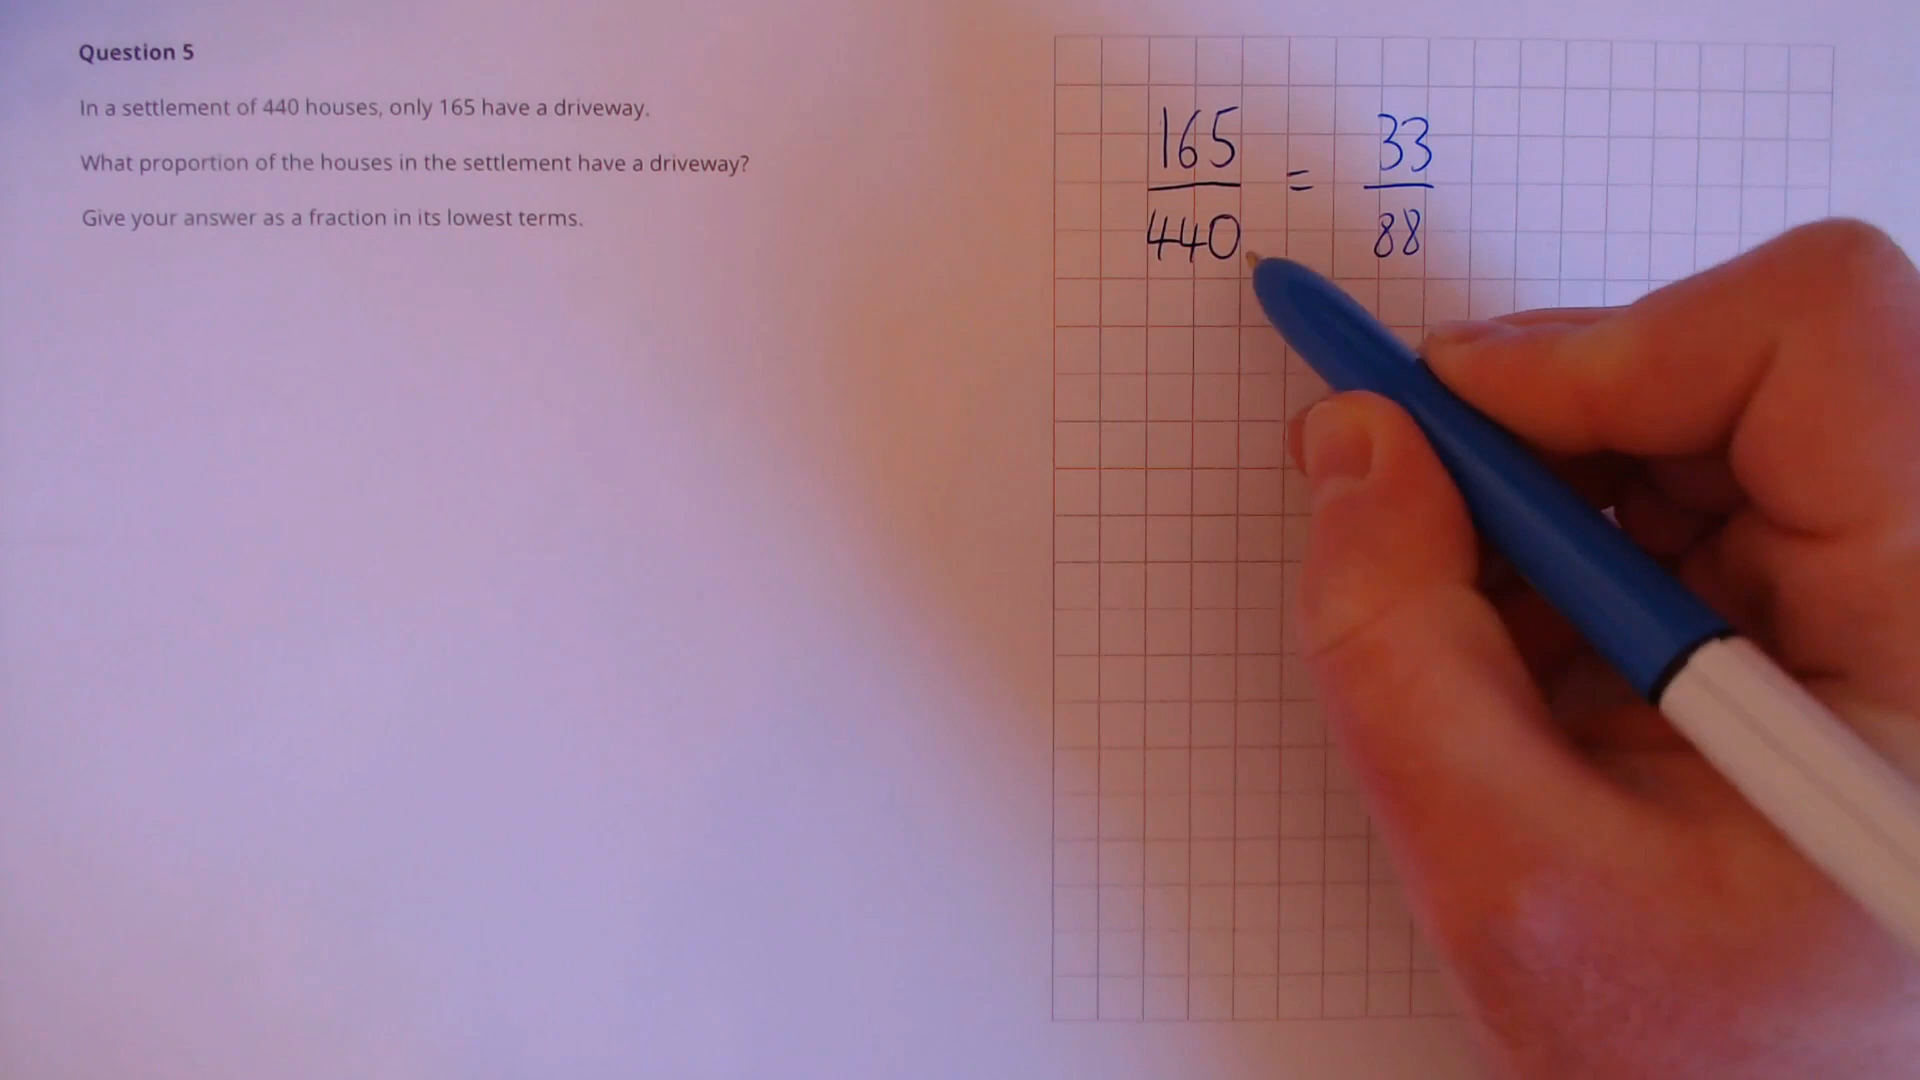 Question 5
In a settlement of 440 houses, only 165 have a driveway.
What proportion of the houses in the settlement have a driveway?
Give your answer as a fraction in its lowest terms.
165/440 = 33/88